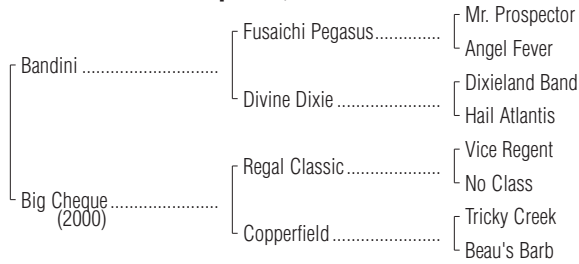 Mr. Prospector
Fusaichi Pegasus..............
Angel Fever
Bandini .............................
Dixieland Band
Divine Dixie ......................
Hail Atlantis
Vice Regent
Regal Classic....................
No Class
Big Cheque.......................
(2000)
Tricky Creek
Copperfield .......................
Beau's Barb